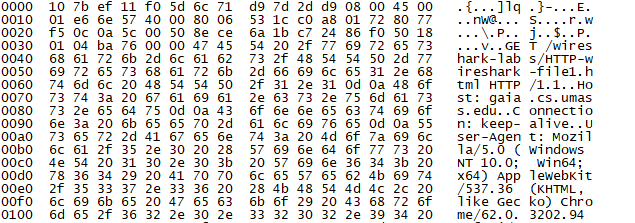 0000 10 7b ef 11 f0 5d 6c 71 d9 7d 2d d9 08 00 45 00 .{...]lq .}-...E.
0010 01 e6 6e 57 40 00 80 06 53 1c c0 a8 01 72 80 77 ..nW@... S....r.w
0020 f5 0c 0a 5c 00 50 8e ce 6a 1b c7 24 86 f0 50 18 ...\.P.. j..$..P.
0030 01 04 ba 76 00 00 47 45 54 20 2f 77 69 72 65 73 ...v..GE T /wires
0040 68 61 72 6b 2d 6c 61 62 73 2f 48 54 54 50 2d 77 hark-lab s/HTTP-w
0050 69 72 65 73 68 61 72 6b 2d 66 69 6c 65 31 2e 68 ireshark -file1.h
0060 74 6d 6c 20 48 54 54 50 2f 31 2e 31 0d 0a 48 6f tml HTTP /1.1..Ho
0070 73 74 3a 20 67 61 69 61 2e 63 73 2e 75 6d 61 73 st: gaia .cs.umas
0080 73 2e 65 64 75 0d 0a 43 6f 6e 6e 65 63 74 69 6f s.edu..C onnectio
0090 6e 3a 20 6b 65 65 70 2d 61 6c 69 76 65 0d 0a 55 n: keep- alive..U
00a0 73 65 72 2d 41 67 65 6e 74 3a 20 4d 6f 7a 69 6c ser-Agen t: Mozil
00b0 6c 61 2f 35 2e 30 20 28 57 69 6e 64 6f 77 73 20 la/5.0 ( Windows
00c0 4e 54 20 31 30 2e 30 3b 20 57 69 6e 36 34 3b 20 NT 10.0; Win64;
00d0 78 36 34 29 20 41 70 70 6c 65 57 65 62 4b 69 74 x64) App leWebKit
00e0 2f 35 33 37 2e 33 36 20 28 4b 48 54 4d 4c 2c 20 /537.36 (KHTML,
00f0 6c 69 6b 65 20 47 65 63 6b 6f 29 20 43 68 72 6f like Gec ko) Chro
0100 6d 65 2f 36 32 2e 30 2e 33 32 30 32 2e 39 34 20 me/62.0. 3202.94